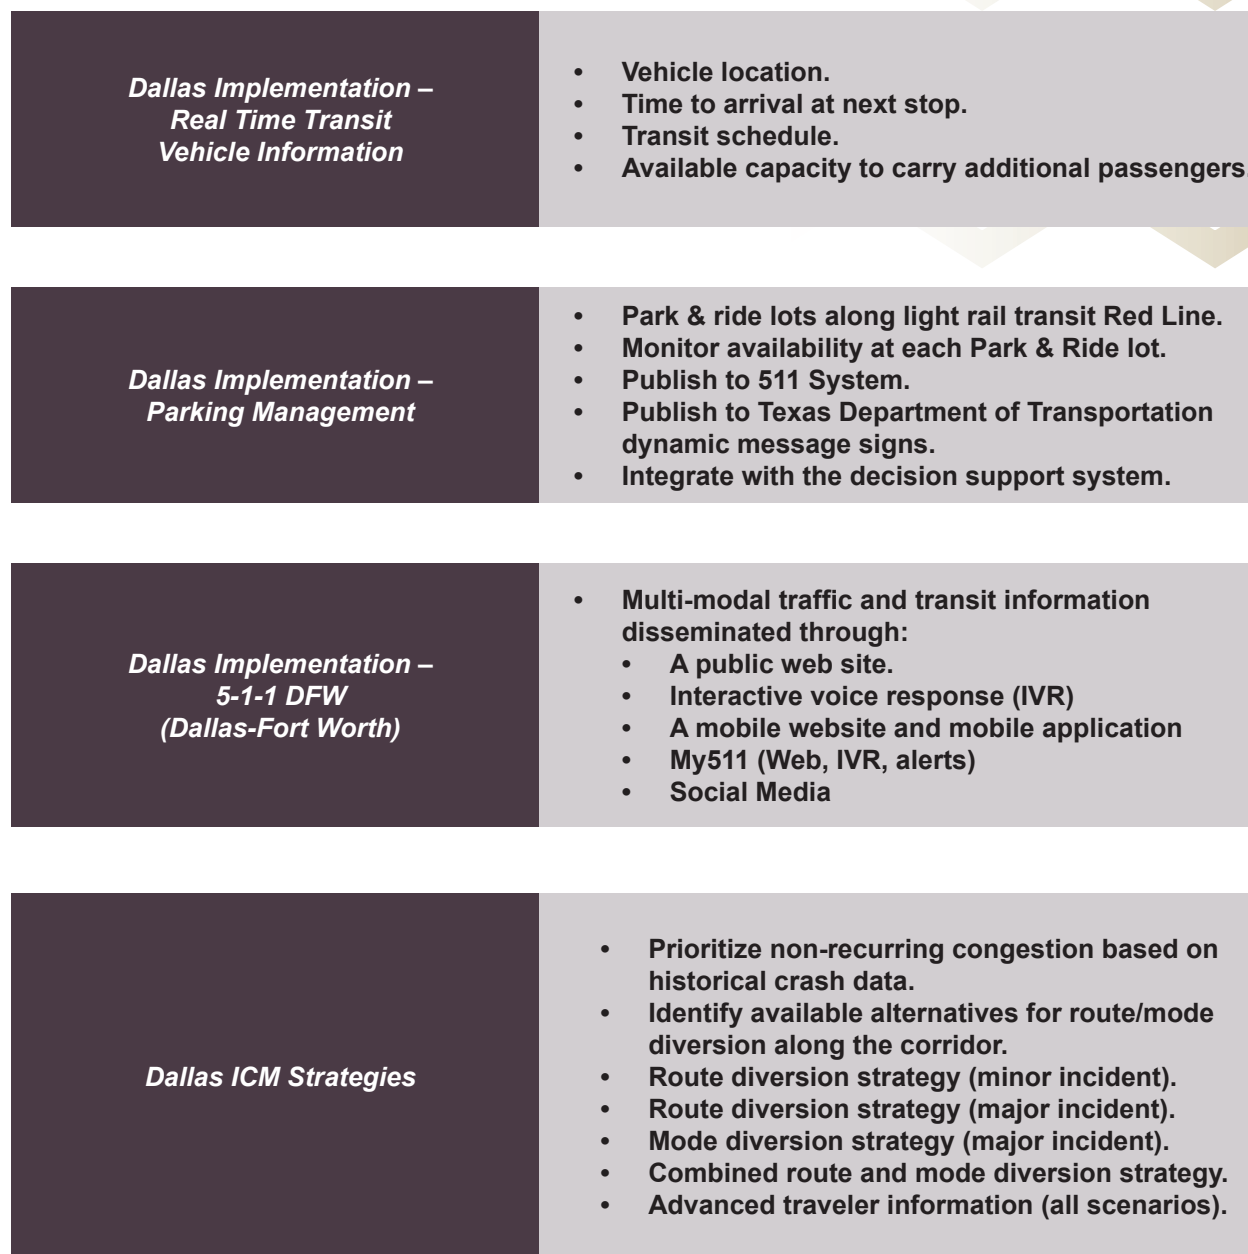 Dallas Implementation –
Real Time Transit
Vehicle Information
• Vehicle location.
• Time to arrival at next stop.
• Transit schedule.
• Available capacity to carry additional passengers.
Dallas Implementation –
Parking Management
• Park & ride lots along light rail transit Red Line.
• Monitor availability at each Park & Ride lot.
• Publish to 511 System.
• Publish to Texas Department of Transportation
dynamic message signs.
• Integrate with the decision support system.
Dallas Implementation –
5-1-1 DFW
(Dallas-Fort Worth)
• Multi-modal traffic and transit information
disseminated through:
• A public web site.
• Interactive voice response (IVR)
• A mobile website and mobile application
• My511 (Web, IVR, alerts)
• Social Media
Dallas ICM Strategies
• Prioritize non-recurring congestion based on
historical crash data.
• Identify available alternatives for route/mode
diversion along the corridor.
• Route diversion strategy (minor incident).
• Route diversion strategy (major incident).
• Mode diversion strategy (major incident).
• Combined route and mode diversion strategy.
• Advanced traveler information (all scenarios).